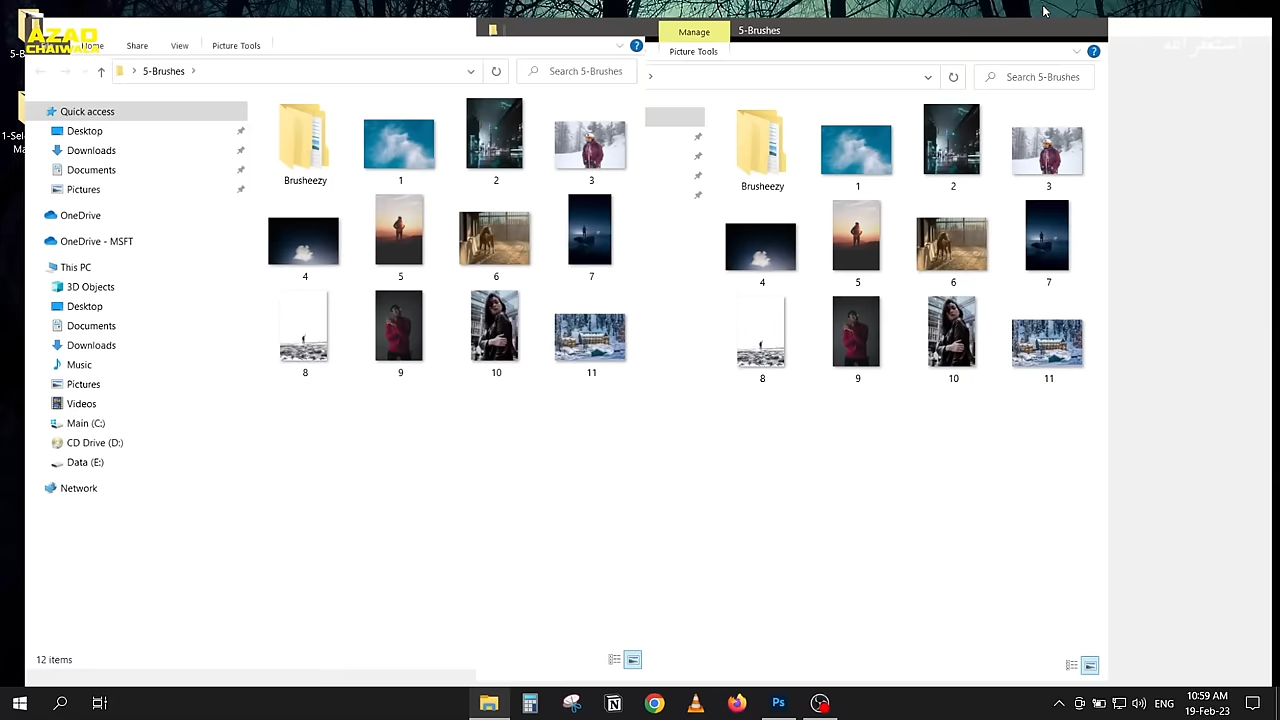 AZAD
CHAIWALA
Home
Share
View
Picture Tools
5-Brushes
Search 5-Brushes
Manage
Picture Tools
5-Brushes
Search 5-Brushes
استغفر الله
Quick access
Desktop
Downloads
Documents
Pictures
OneDrive
OneDrive - MSFT
This PC
3D Objects
Desktop
Documents
Downloads
Music
Pictures
Videos
Main (C:)
CD Drive (D:)
Data (E:)
Network
Brusheezy
1
2
3
4
5
6
7
8
9
10
11
Brusheezy
1
2
3
4
5
6
7
8
9
10
11
12 items
Ps
ENG
10:59 AM
19-Feb-23